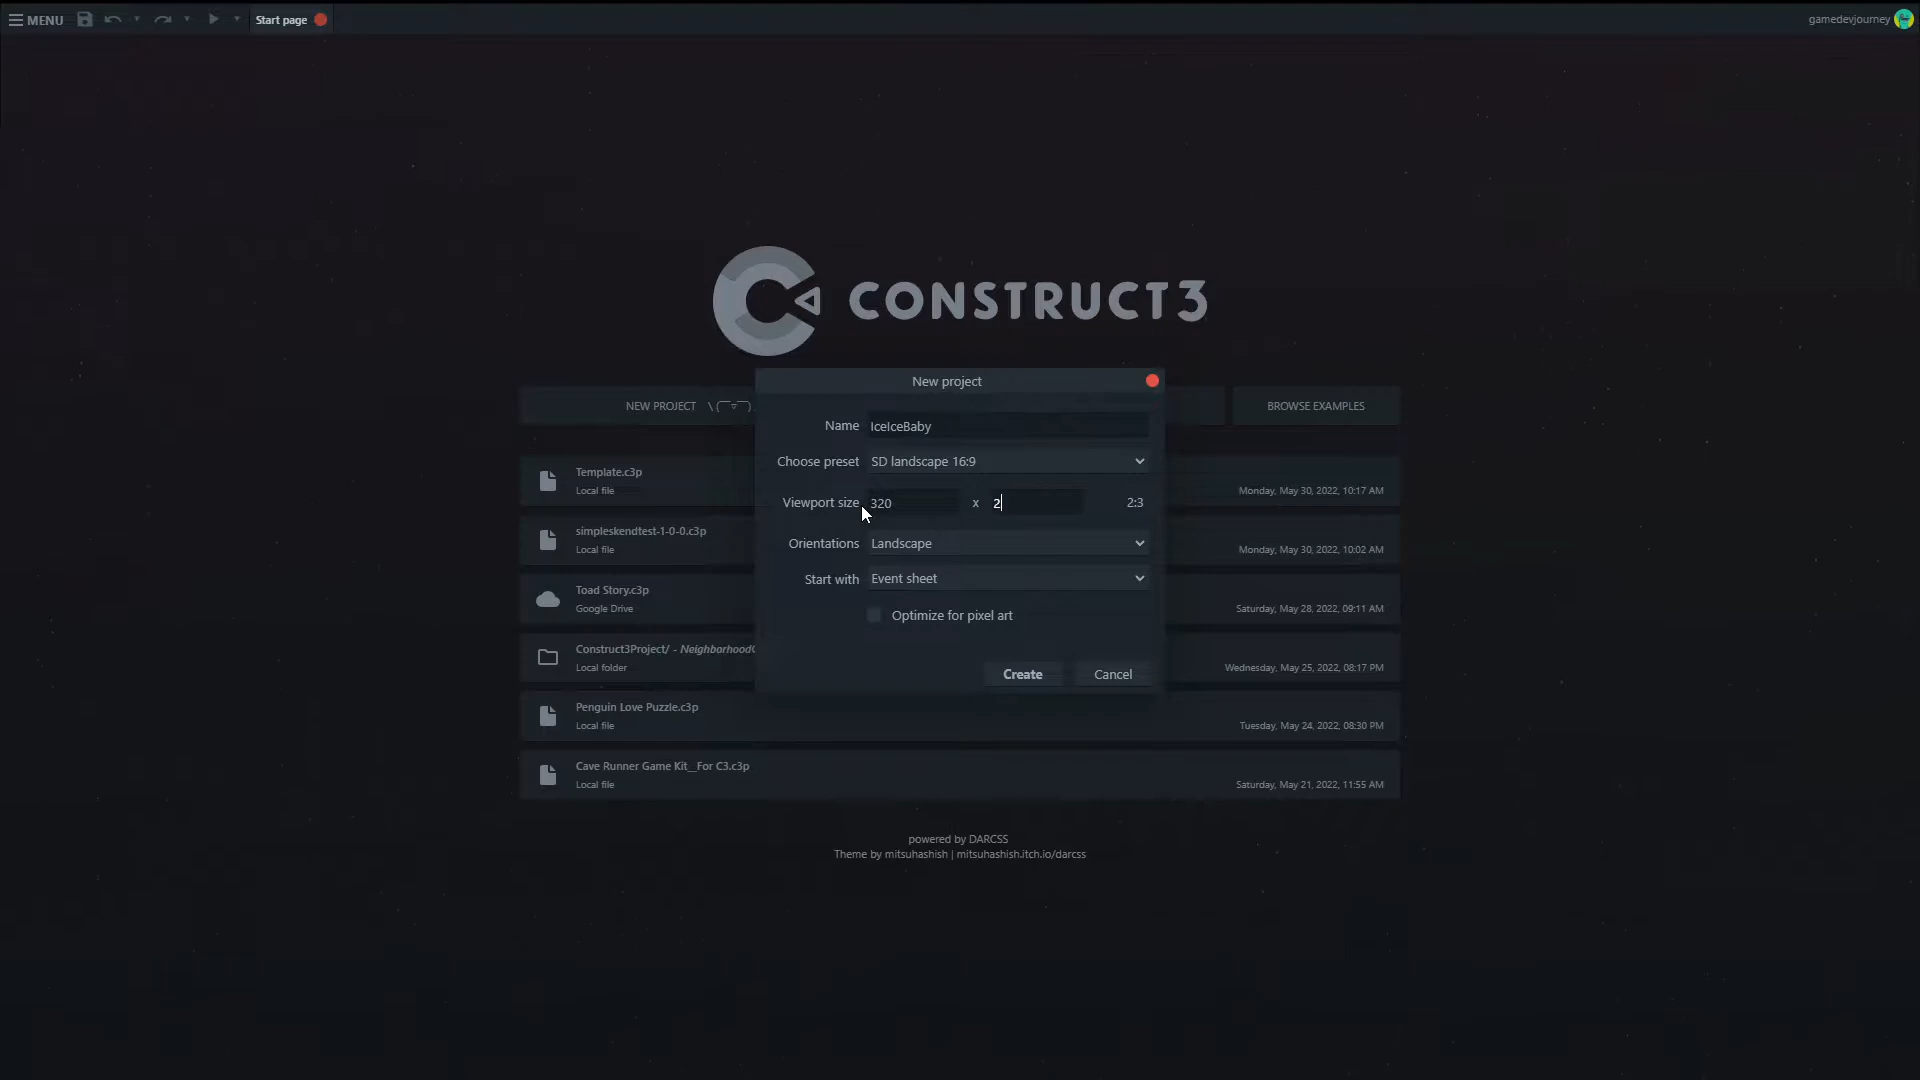 MENU
Start page
gamedevjourney
CONSTRUCT3
NEW PROJECT
BROWSE EXAMPLES
New project
Name IceIceBaby
Choose preset SD landscape 16:9
Viewport size 320 x 2 2:3
Orientations Landscape
Start with Event sheet
Optimize for pixel art
Create Cancel
Template.c3p
Local file Monday, May 30, 2022, 10:17 AM
simpleskendtest-1-0-0.c3p
Local file Monday, May 30, 2022, 10:02 AM
Toad Story.c3p
Google Drive Saturday, May 28, 2022, 09:11 AM
Construct3Project/ - Neighborhood
Local folder Wednesday, May 25, 2022, 08:17 PM
Penguin Love Puzzle.c3p
Local file Tuesday, May 24, 2022, 08:30 PM
Cave Runner Game Kit__For C3.c3p
Local file Saturday, May 21, 2022, 11:55 AM
powered by DARCSS
Theme by mitsuhashish | mitsuhashish.itch.io/darcss